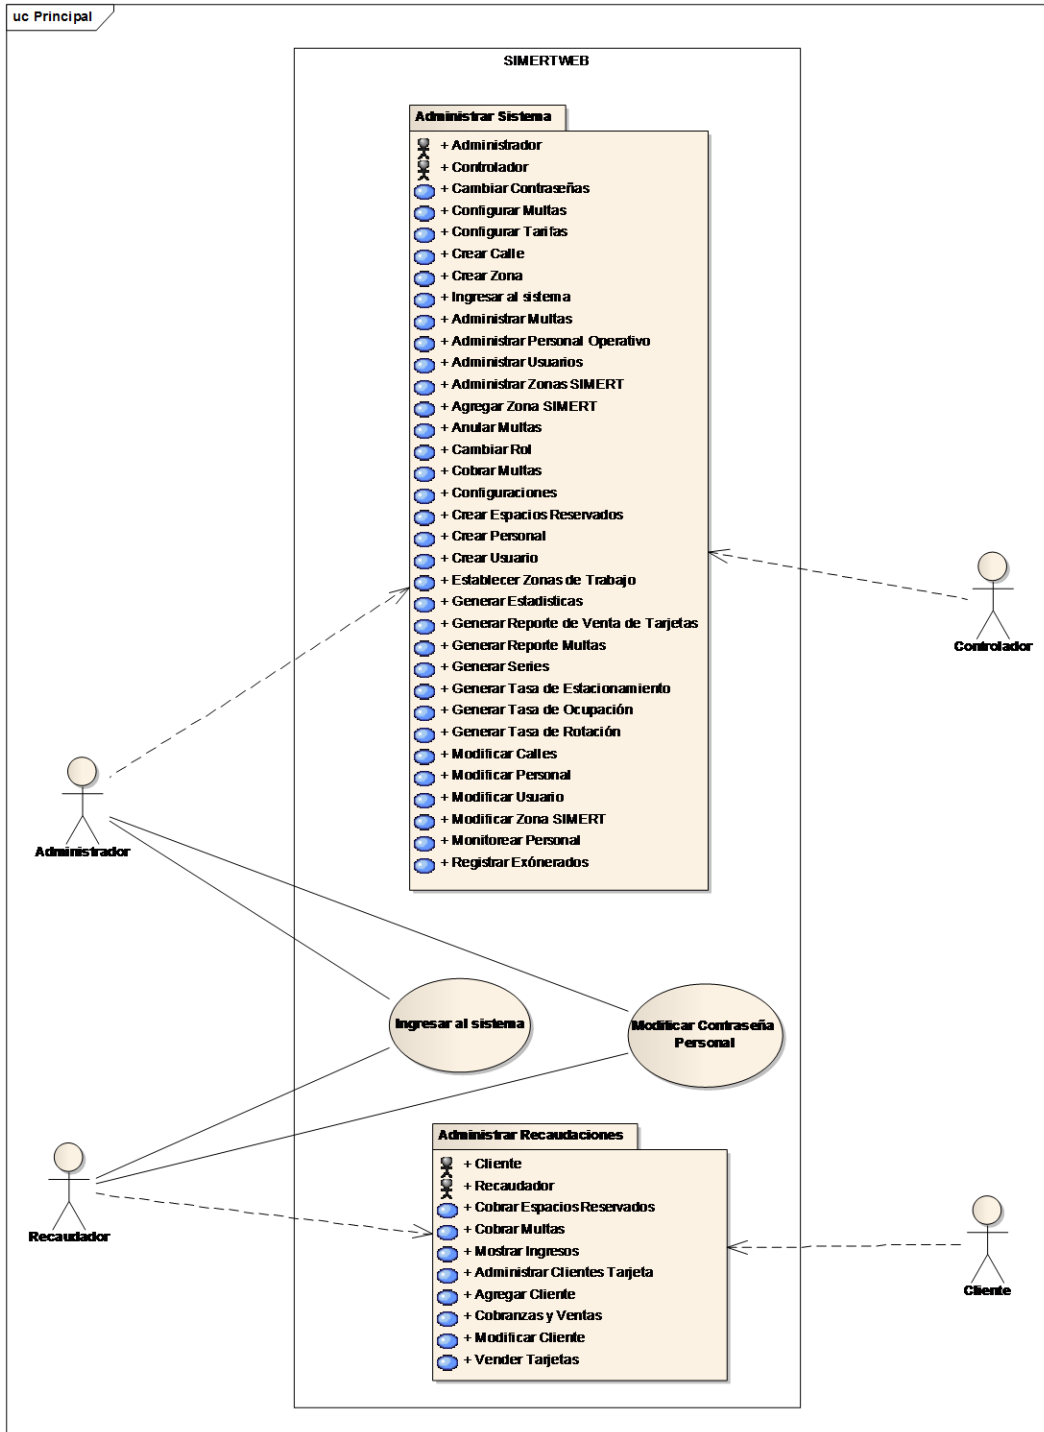 uc Principal
SIMERTWEB
Administrar Sistema
+ Administrador
+ Controlador
+ Cambiar Contraseñas
+ Configurar Multas
+ Configurar Tarifas
+ Crear Calle
+ Crear Zona
+ Ingresar al sistema
+ Administrar Multas
+ Administrar Personal Operativo
+ Administrar Usuarios
+ Administrar Zonas SIMERT
+ Agregar Zona SIMERT
+ Anular Multas
+ Cambiar Rol
+ Cobrar Multas
+ Configuraciones
+ Crear Espacios Reservados
+ Crear Personal
+ Crear Usuario
+ Establecer Zonas de Trabajo
+ Generar Estadísticas
+ Generar Reporte de Venta de Tarjetas
+ Generar Reporte Multas
+ Generar Series
+ Generar Tasa de Estacionamiento
+ Generar Tasa de Ocupación
+ Generar Tasa de Rotación
+ Modificar Calles
+ Modificar Personal
+ Modificar Usuario
+ Modificar Zona SIMERT
+ Monitorear Personal
+ Registrar Exónerados
Controlador
Administrador
Ingresar al sistema
Modificar Contraseña
Personal
Administrar Recaudaciones
+ Cliente
+ Recaudador
+ Cobrar Espacios Reservados
+ Cobrar Multas
+ Mostrar Ingresos
+ Administrar Clientes Tarjeta
+ Agregar Cliente
+ Cobranzas y Ventas
+ Modificar Cliente
+ Vender Tarjetas
Recaudador
Cliente